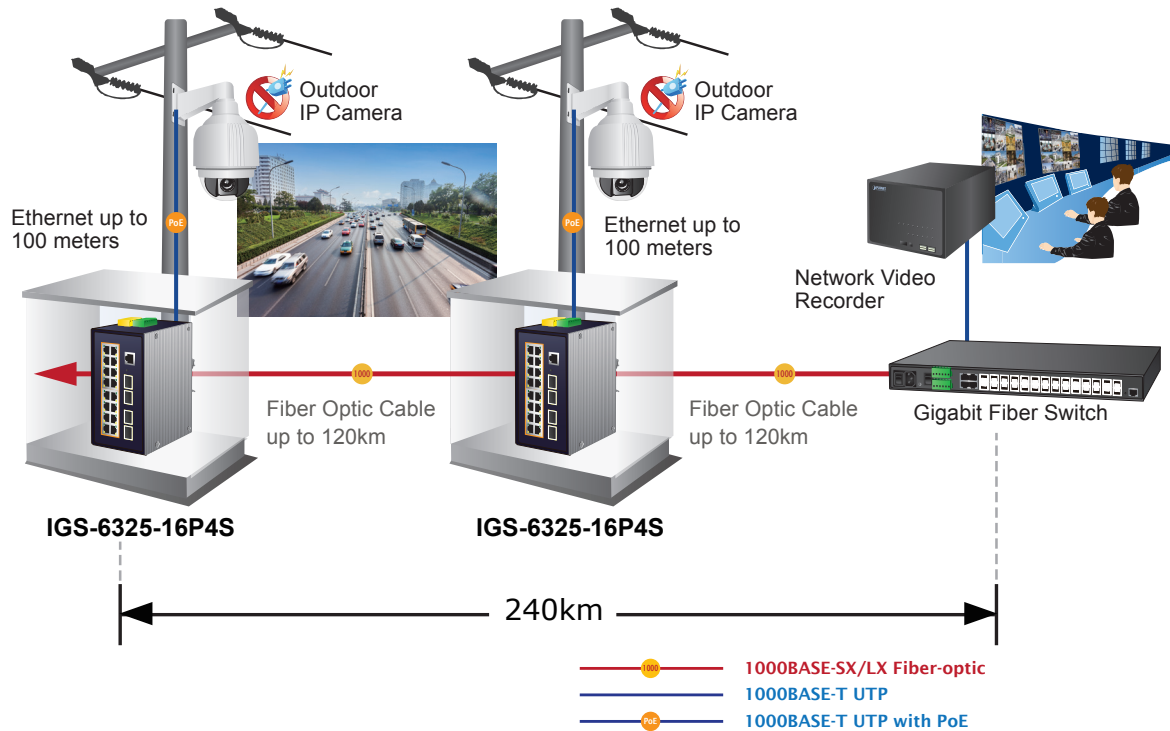 Outdoor
IP Camera
Outdoor
IP Camera
Ethernet up to
100 meters
PoE
Ethernet up to
100 meters
PoE
Network Video
Recorder
1000
Fiber Optic Cable
up to 120km
1000
Fiber Optic Cable
up to 120km
Gigabit Fiber Switch
IGS-6325-16P4S
IGS-6325-16P4S
240km
1000
1000BASE-SX/LX Fiber-optic
1000BASE-T UTP
PoE
1000BASE-T UTP with PoE